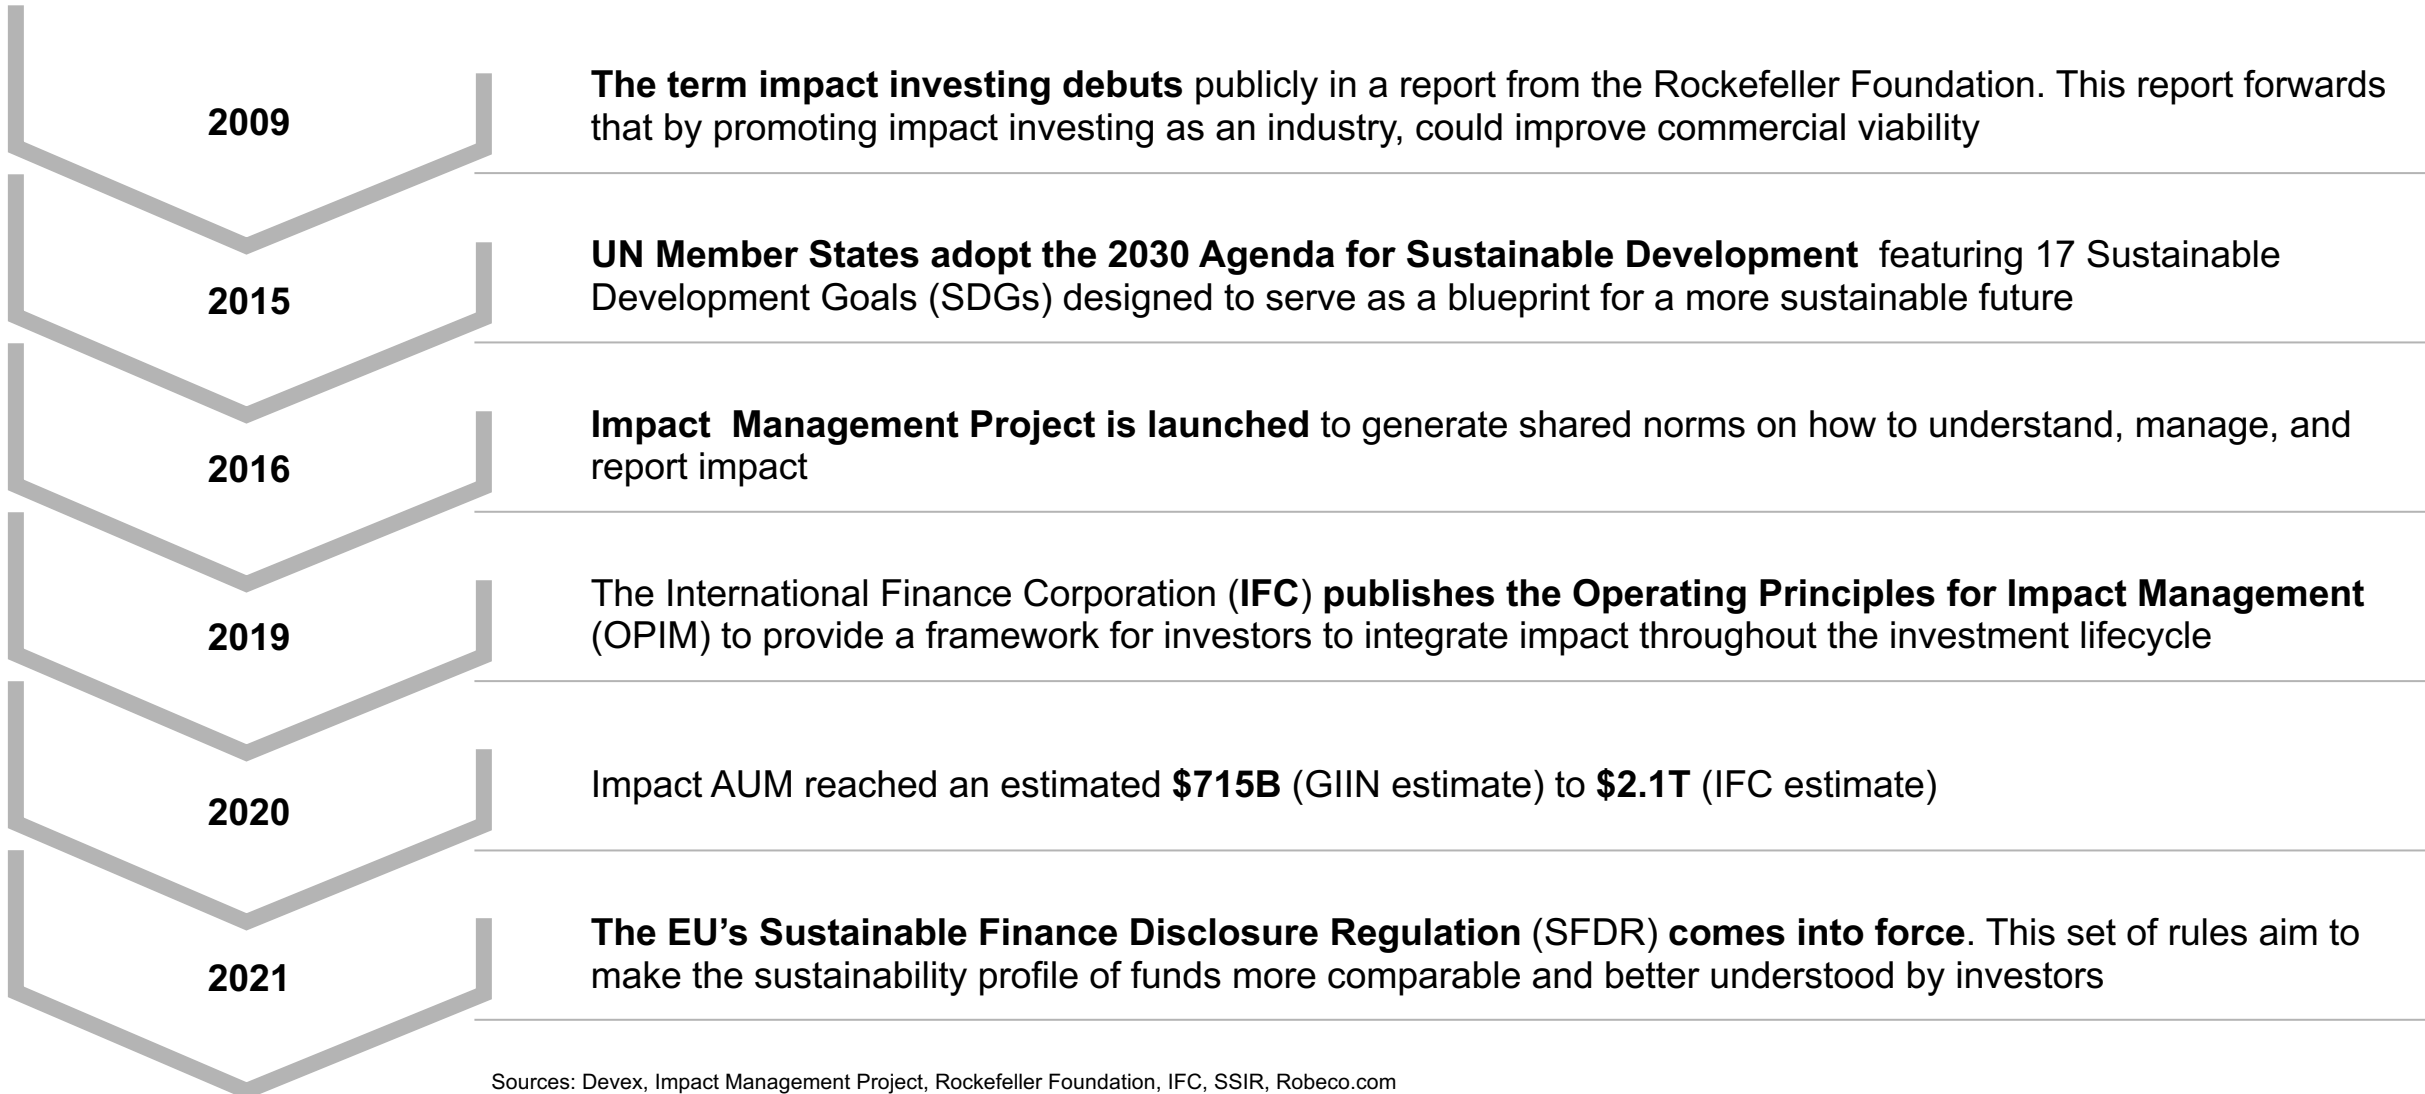 2009
The term impact investing debuts publicly in a report from the Rockefeller Foundation. This report forwards
that by promoting impact investing as an industry, could improve commercial viability
2015
UN Member States adopt the 2030 Agenda for Sustainable Development  featuring 17 Sustainable
Development Goals (SDGs) designed to serve as a blueprint for a more sustainable future
2016
Impact  Management Project is launched to generate shared norms on how to understand, manage, and
report impact
2019
The International Finance Corporation (IFC) publishes the Operating Principles for Impact Management
(OPIM) to provide a framework for investors to integrate impact throughout the investment lifecycle
2020
Impact AUM reached an estimated $715B (GIIN estimate) to $2.1T (IFC estimate)
2021
The EU’s Sustainable Finance Disclosure Regulation (SFDR) comes into force. This set of rules aim to
make the sustainability profile of funds more comparable and better understood by investors
Sources: Devex, Impact Management Project, Rockefeller Foundation, IFC, SSIR, Robeco.com